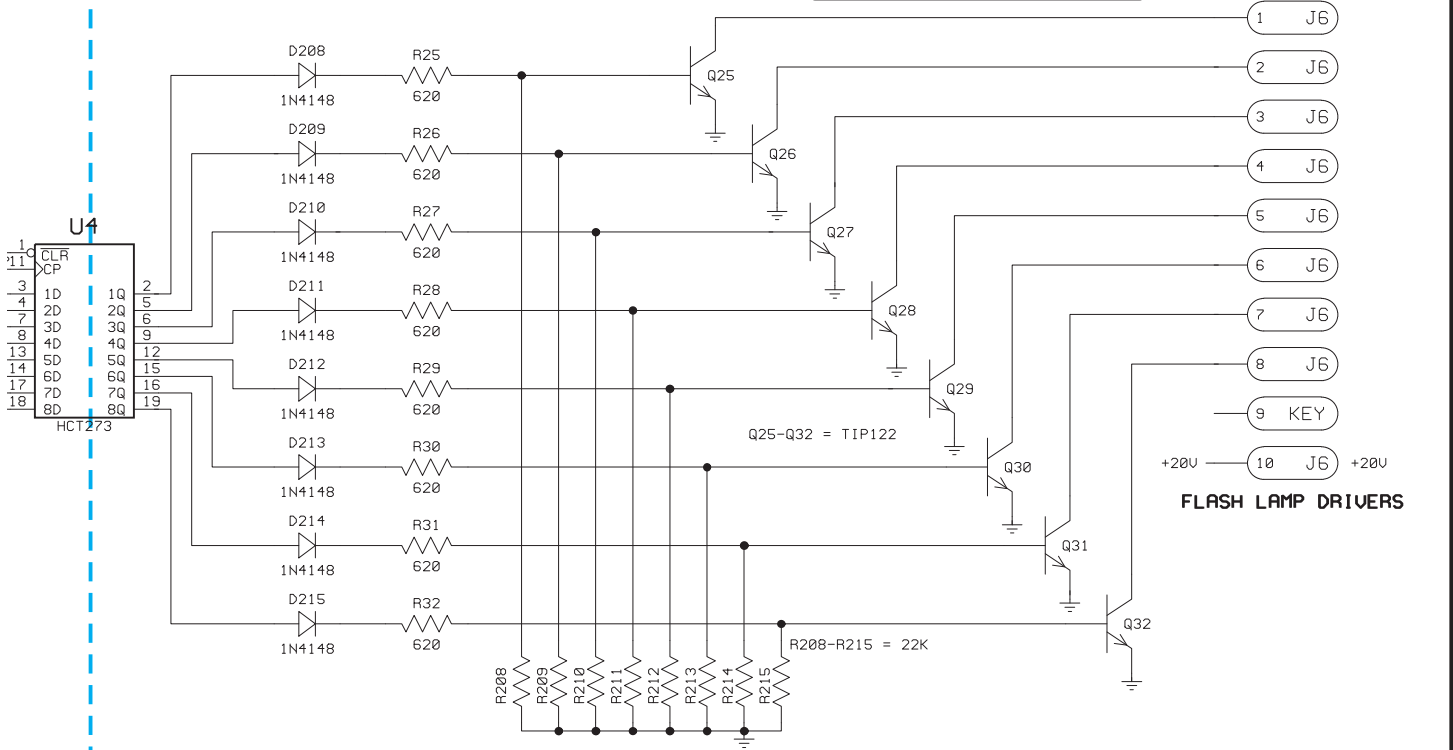 1 J6
D208
R25
2 J6
Q25
1N4148
620
3 J6
D209
R26
Q26
4 J6
1N4148
620
D210
R27
5 J6
U4
Q27
1 CLR
11 CP
1N4148
620
6 J6
D211
R28
3 1D 1Q 2
4 2D 2Q 5
7 3D 3Q 6
8 4D 4Q 9
13 5D 5Q 12
14 6D 6Q 15
17 7D 7Q 16
18 8D 8Q 19
HCT273
Q28
7 J6
1N4148
620
D212
R29
8 J6
Q29
1N4148
620
9 KEY
Q25-Q32 = TIP122
D213
R30
+20V 10 J6 +20V
Q30
1N4148
620
FLASH LAMP DRIVERS
D214
R31
Q31
1N4148
620
D215
R32
Q32
1N4148
620
R208-R215 = 22K
R208
R209
R210
R211
R212
R213
R214
R215